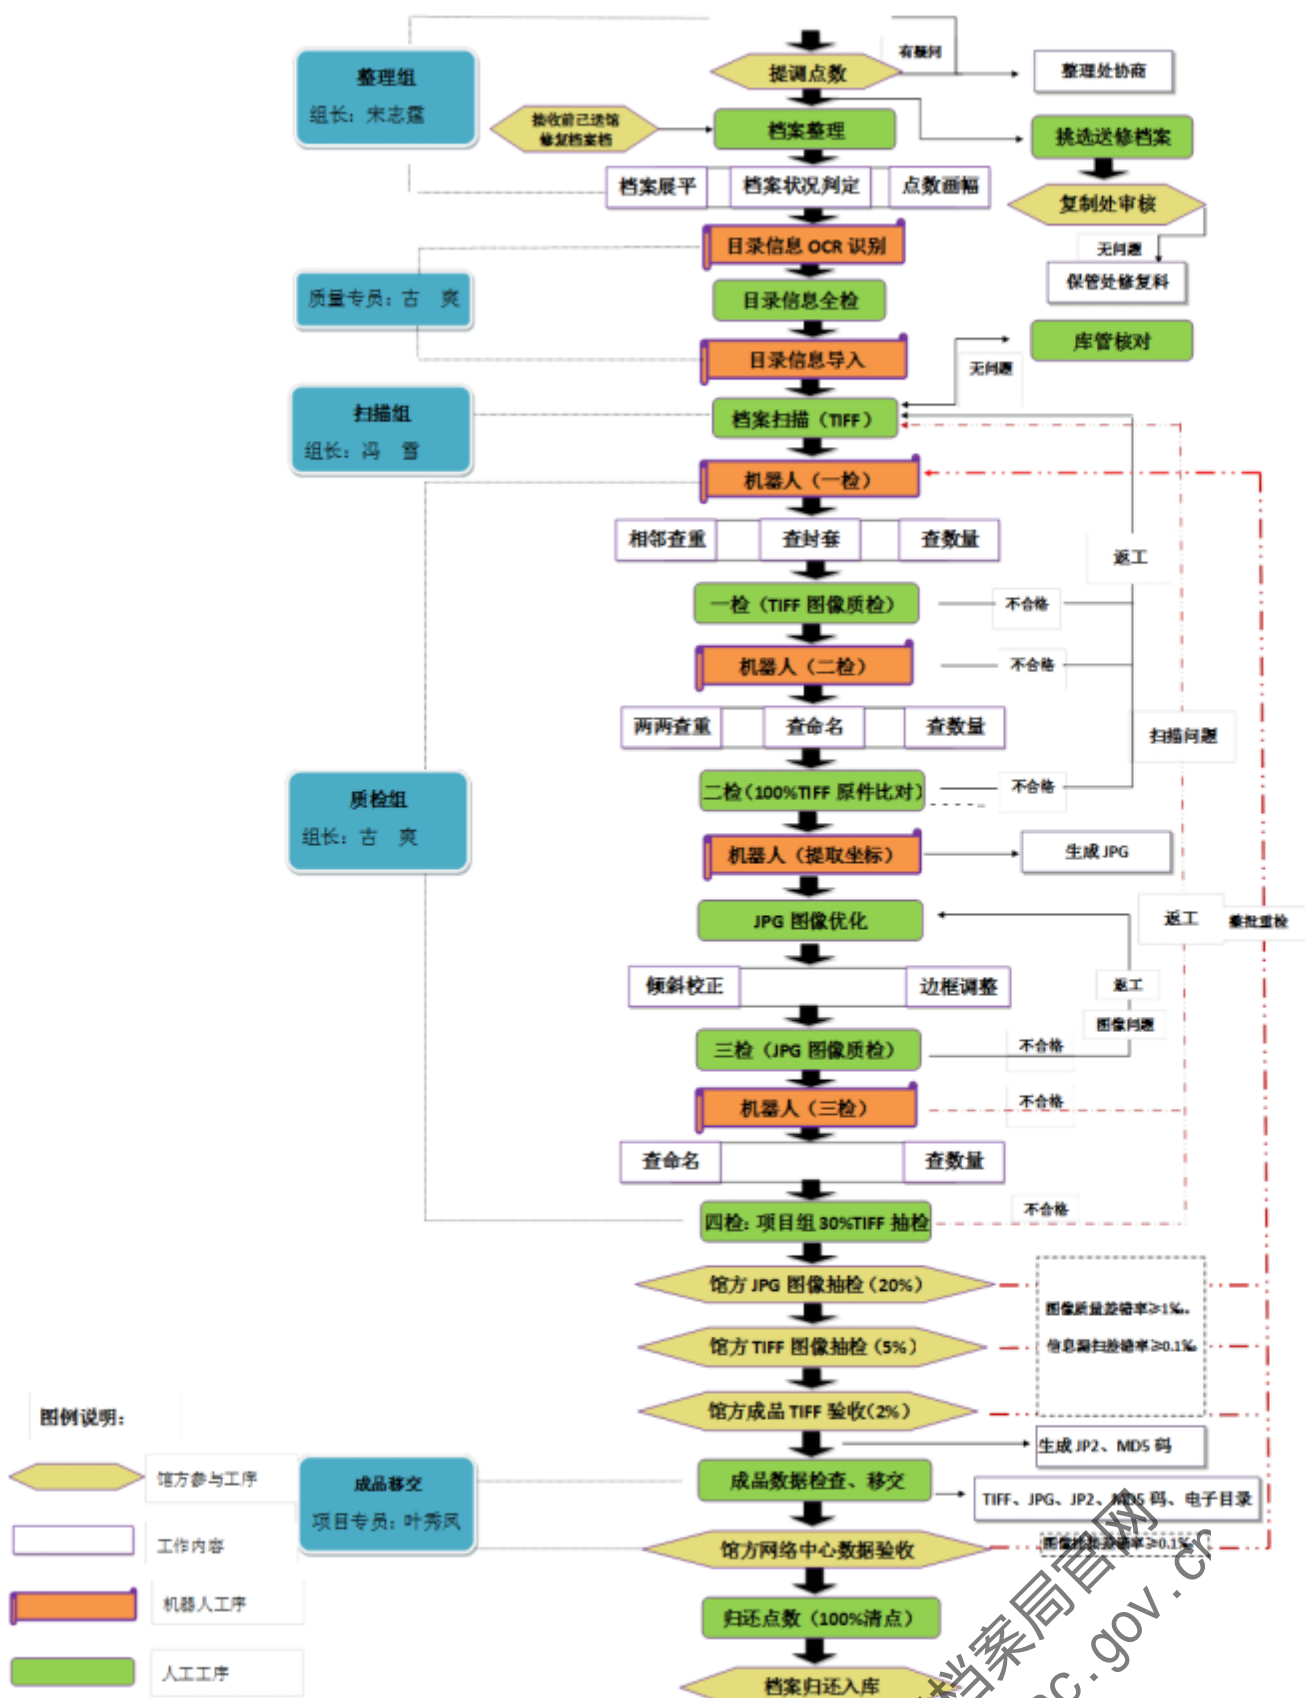 有疑问
整理组
组长：宋志霆
提调点数
整理处协商
接收前已送馆
修复档案档
档案整理
挑选送修档案
档案展平
档案状况判定
点数画幅
复制处审核
目录信息 OCR 识别
无问题
质量专员：古 爽
目录信息全检
保管处修复科
目录信息导入
库管核对
无问题
扫描组
组长：冯 雪
档案扫描（TIFF）
机器人（一检）
相邻查重
查封套
查数量
返工
一检（TIFF 图像质检）
不合格
机器人（二检）
不合格
两两查重
查命名
查数量
扫描问题
质检组
组长：古 爽
二检（100%TIFF 原件比对）
不合格
机器人（提取坐标）
生成 JPG
JPG 图像优化
返工
整批重检
倾斜校正
边框调整
返工
图像问题
三检（JPG 图像质检）
不合格
机器人（三检）
不合格
查命名
查数量
四检：项目组 30%TIFF 抽检
不合格
馆方 JPG 图像抽检（20%）
图像质量差错率≥1‰。
馆方 TIFF 图像抽检（5%）
信息漏扫差错率≥0.1‰
馆方成品 TIFF 验收（2%）
图例说明：
生成 JP2、MD5 码
馆方参与工序
成品移交
项目专员：叶秀凤
成品数据检查、移交
TIFF、JPG、JP2、MD5 码、电子目录
工作内容
馆方网络中心数据验收
机器人工序
归还点数（100%清点）
人工工序
档案归还入库
档案局官网
.gov.cn